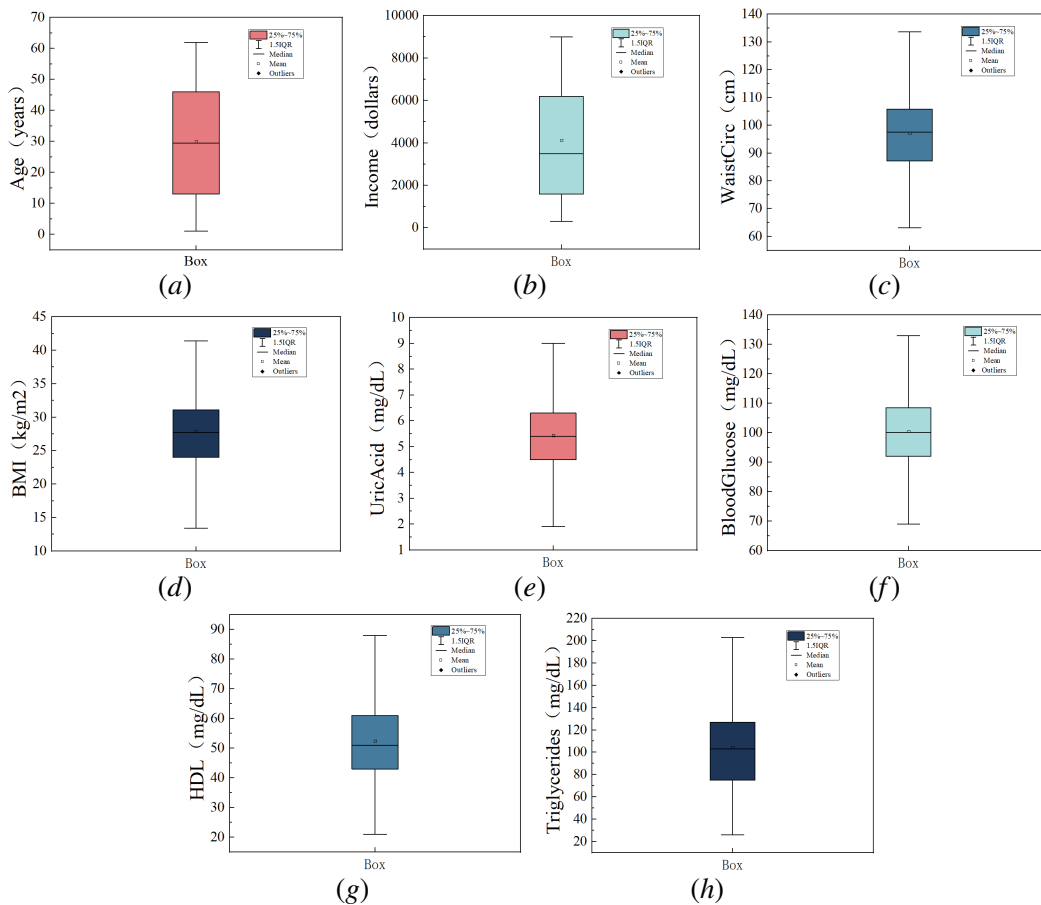 70
60
50
40
30
20
10
0
Age（years）
25%~75%
1.5IQR
Median
Mean
Outliers
Box
(a)
10000
8000
6000
4000
2000
0
Income（dollars）
25%~75%
1.5IQR
Median
Mean
Outliers
Box
(b)
140
130
120
110
100
90
80
70
60
WaistCirc（cm）
25%~75%
1.5IQR
Median
Mean
Outliers
Box
(c)
45
40
35
30
25
20
15
10
BMI（kg/m2）
25%~75%
1.5IQR
Median
Mean
Outliers
Box
(d)
10
9
8
7
6
5
4
3
2
1
UricAcid（mg/dL）
25%~75%
1.5IQR
Median
Mean
Outliers
Box
(e)
140
130
120
110
100
90
80
70
60
BloodGlucose（mg/dL）
25%~75%
1.5IQR
Median
Mean
Outliers
Box
(f)
90
80
70
60
50
40
30
20
HDL（mg/dL）
25%~75%
1.5IQR
Median
Mean
Outliers
Box
(g)
220
200
180
160
140
120
100
80
60
40
20
Triglycerides（mg/dL）
25%~75%
1.5IQR
Median
Mean
Outliers
Box
(h)